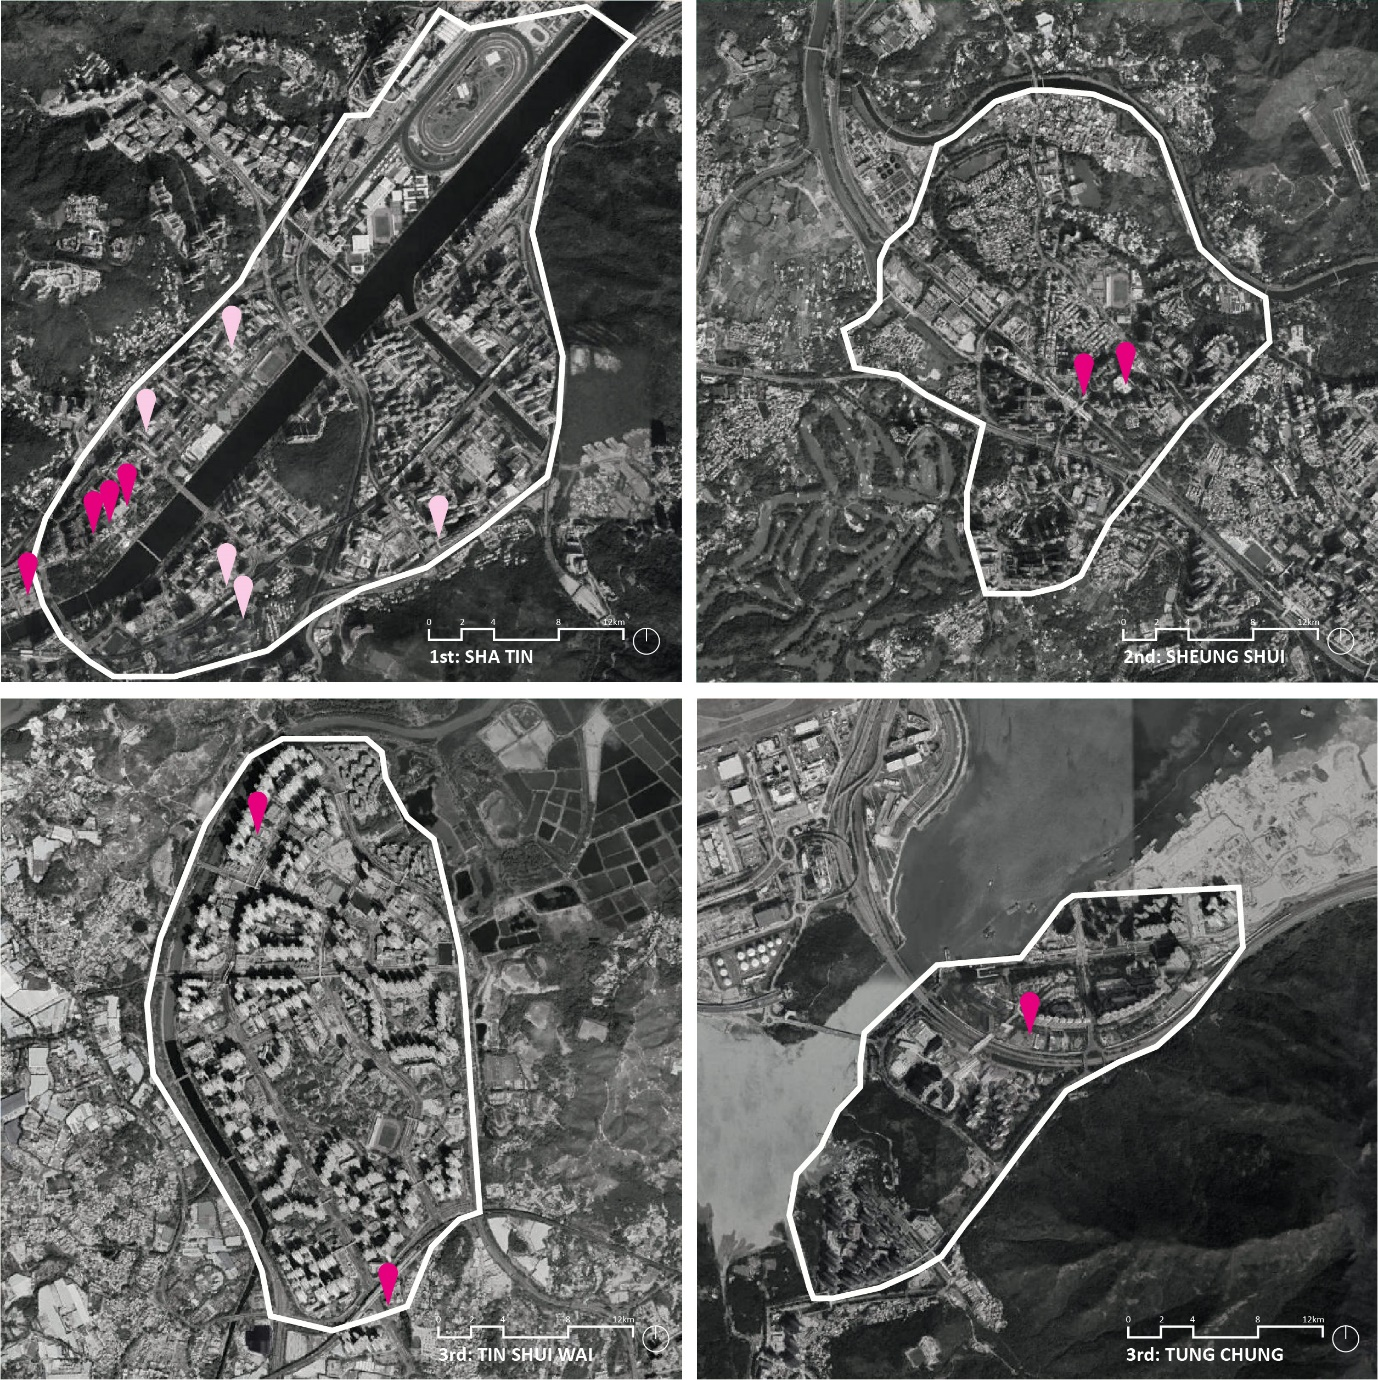 0 2 4 8 12km
1st: SHA TIN
0 2 4 8 12km
2nd: SHEUNG SHUI
0 2 4 8 12km
3rd: TIN SHUI WAI
0 2 4 8 12km
3rd: TUNG CHUNG